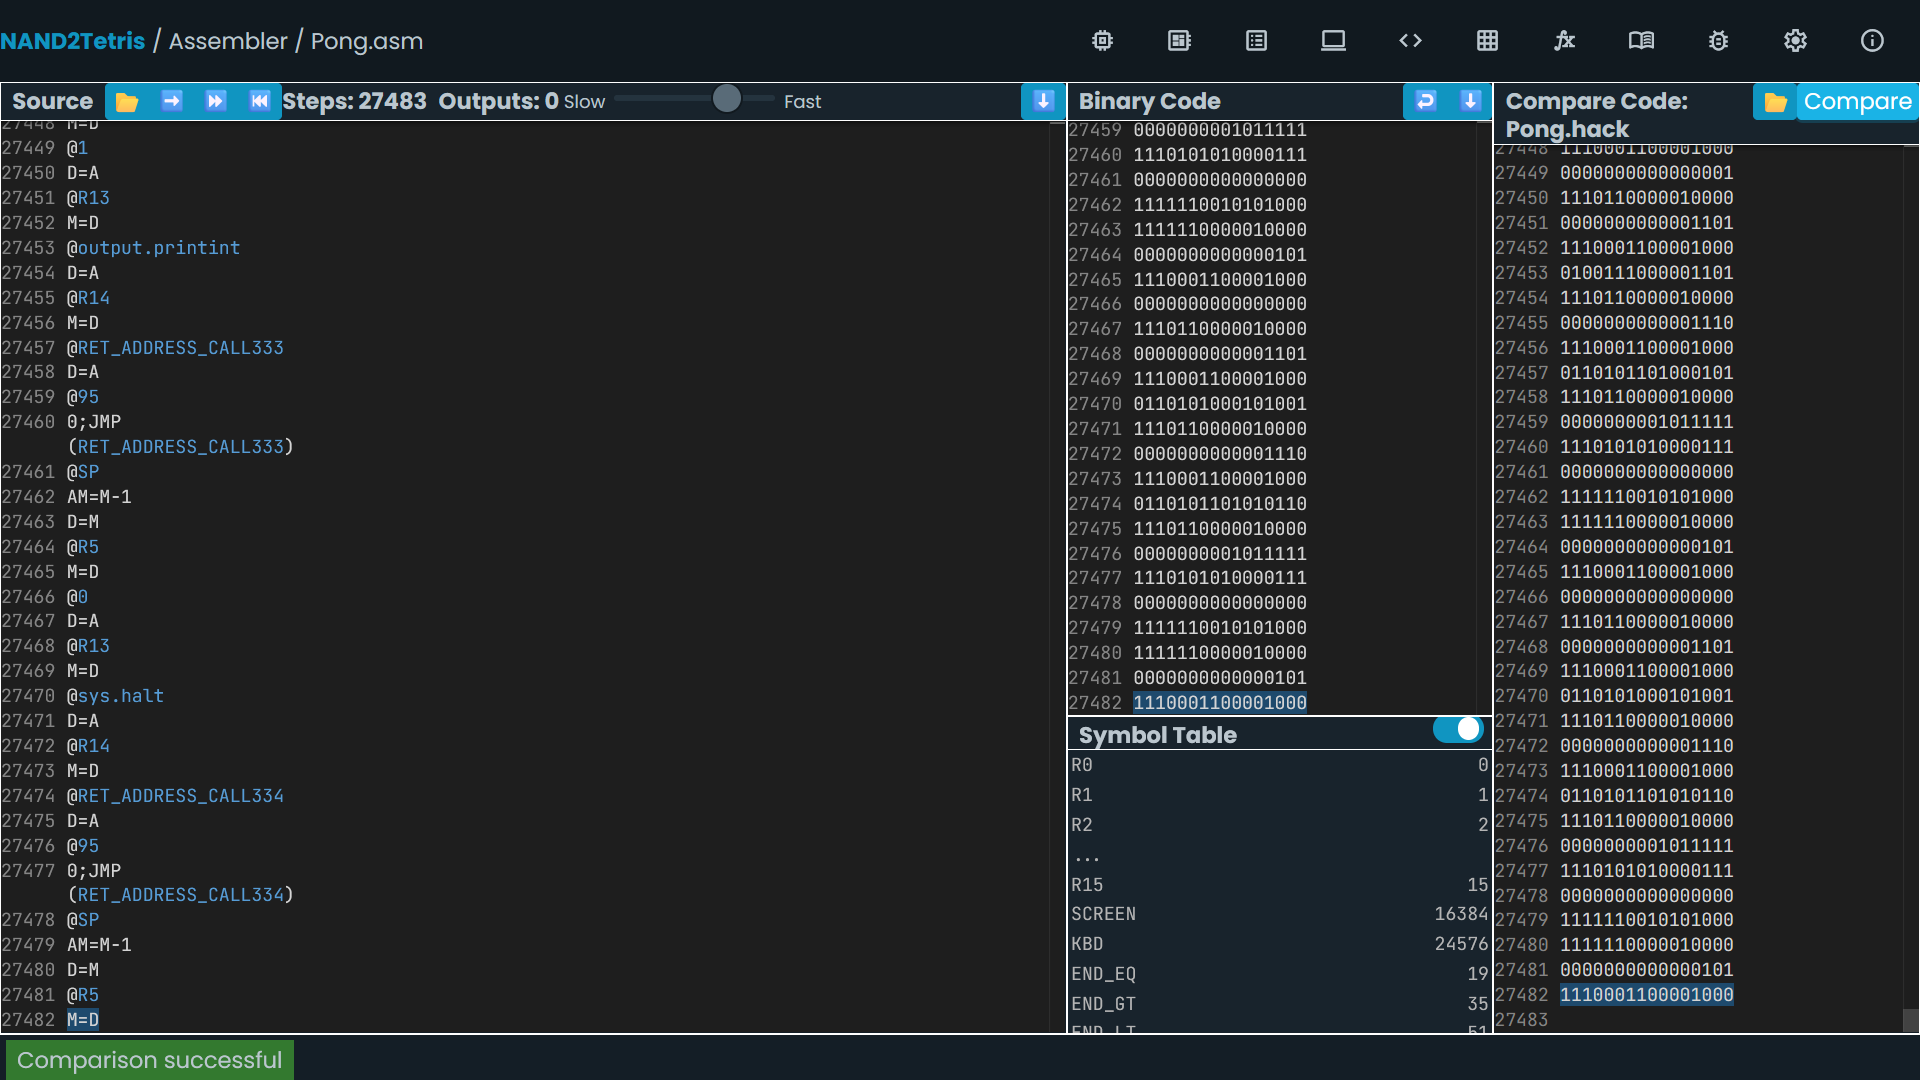 NAND2Tetris / Assembler / Pong.asm
Source
Steps: 27483 Outputs: 0 Slow Fast
27448 M=D
27449 @1
27450 D=A
27451 @R13
27452 M=D
27453 @output.printint
27454 D=A
27455 @R14
27456 M=D
27457 @RET_ADDRESS_CALL333
27458 D=A
27459 @95
27460 0;JMP
(RET_ADDRESS_CALL333)
27461 @SP
27462 AM=M-1
27463 D=M
27464 @R5
27465 M=D
27466 @0
27467 D=A
27468 @R13
27469 M=D
27470 @sys.halt
27471 D=A
27472 @R14
27473 M=D
27474 @RET_ADDRESS_CALL334
27475 D=A
27476 @95
27477 0;JMP
(RET_ADDRESS_CALL334)
27478 @SP
27479 AM=M-1
27480 D=M
27481 @R5
27482 M=D
Binary Code
27459 0000000001011111
27460 1110101010000111
27461 0000000000000000
27462 1111110010101000
27463 1111110000010000
27464 0000000000000101
27465 1110001100001000
27466 0000000000000000
27467 1110110000010000
27468 0000000000001101
27469 1110001100001000
27470 0110101000101001
27471 1110110000010000
27472 0000000000001110
27473 1110001100001000
27474 0110101101010110
27475 1110110000010000
27476 0000000001011111
27477 1110101010000111
27478 0000000000000000
27479 1111110010101000
27480 1111110000010000
27481 0000000000000101
27482 1110001100001000
Symbol Table
R0 0
R1 1
R2 2
...
R15 15
SCREEN 16384
KBD 24576
END_EQ 19
END_GT 35
END_LT 51
Compare Code:
Pong.hack
Compare
27448 1110001100001000
27449 0000000000000001
27450 1110110000010000
27451 0000000000001101
27452 1110001100001000
27453 0100111000001101
27454 1110110000010000
27455 0000000000001110
27456 1110001100001000
27457 0110101101000101
27458 1110110000010000
27459 0000000001011111
27460 1110101010000111
27461 0000000000000000
27462 1111110010101000
27463 1111110000010000
27464 0000000000000101
27465 1110001100001000
27466 0000000000000000
27467 1110110000010000
27468 0000000000001101
27469 1110001100001000
27470 0110101000101001
27471 1110110000010000
27472 0000000000001110
27473 1110001100001000
27474 0110101101010110
27475 1110110000010000
27476 0000000001011111
27477 1110101010000111
27478 0000000000000000
27479 1111110010101000
27480 1111110000010000
27481 0000000000000101
27482 1110001100001000
27483
Comparison successful